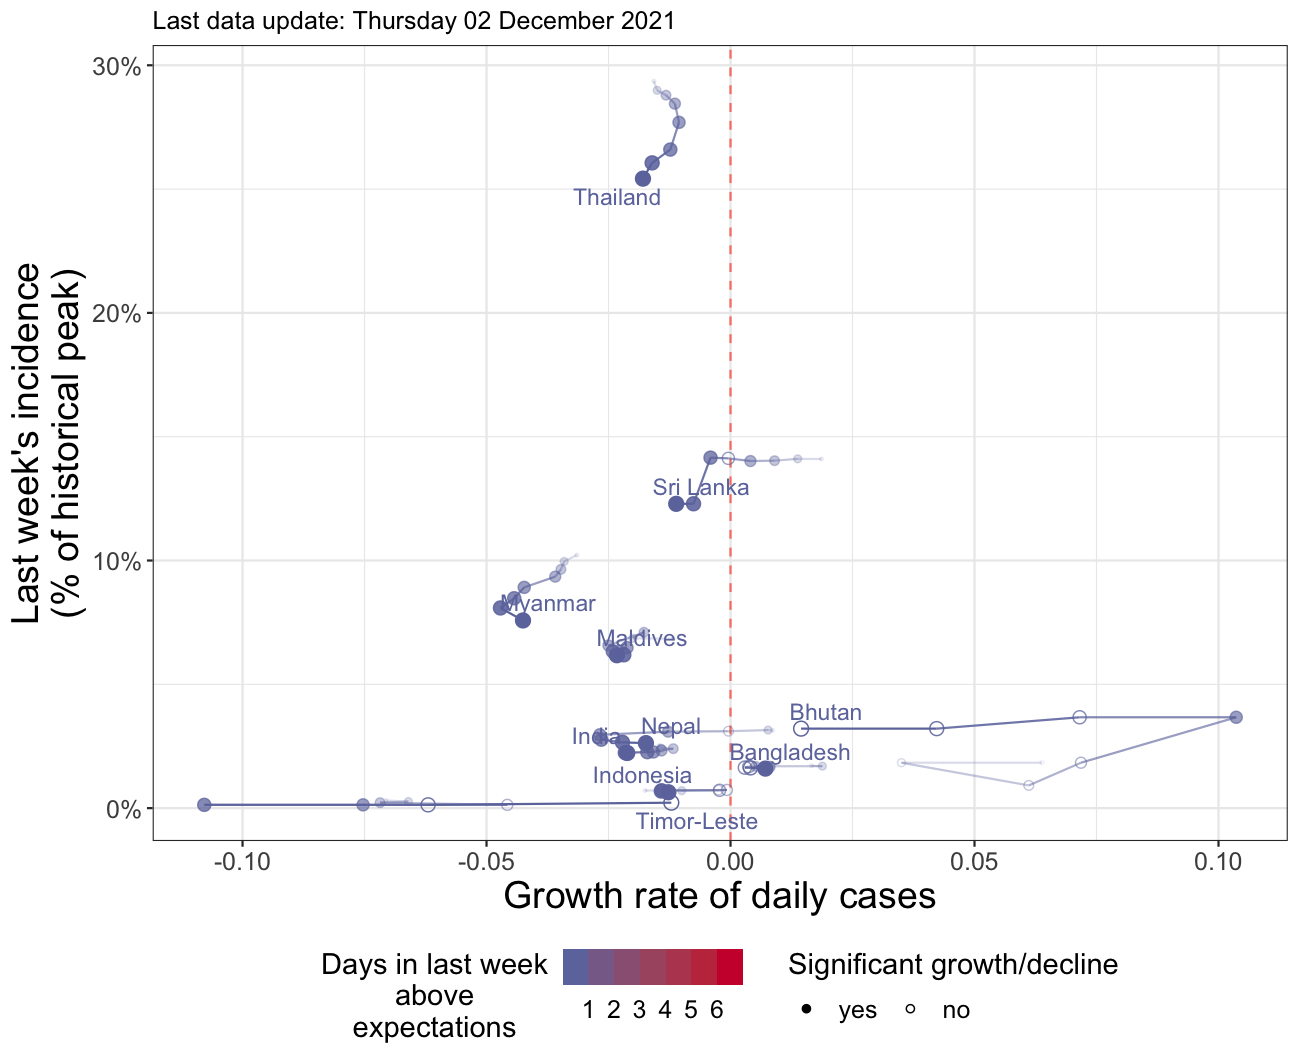 Last data update: Thursday 02 December 2021
30%
20%
10%
0%
Last week's incidence
(% of historical peak)
Thailand
Sri Lanka
Myanmar
Maldives
Bhutan
Nepal
India
Bangladesh
Indonesia
Timor-Leste
-0.10
-0.05
0.00
0.05
0.10
Growth rate of daily cases
Days in last week
above
expectations
1 2 3 4 5 6
Significant growth/decline
yes
no